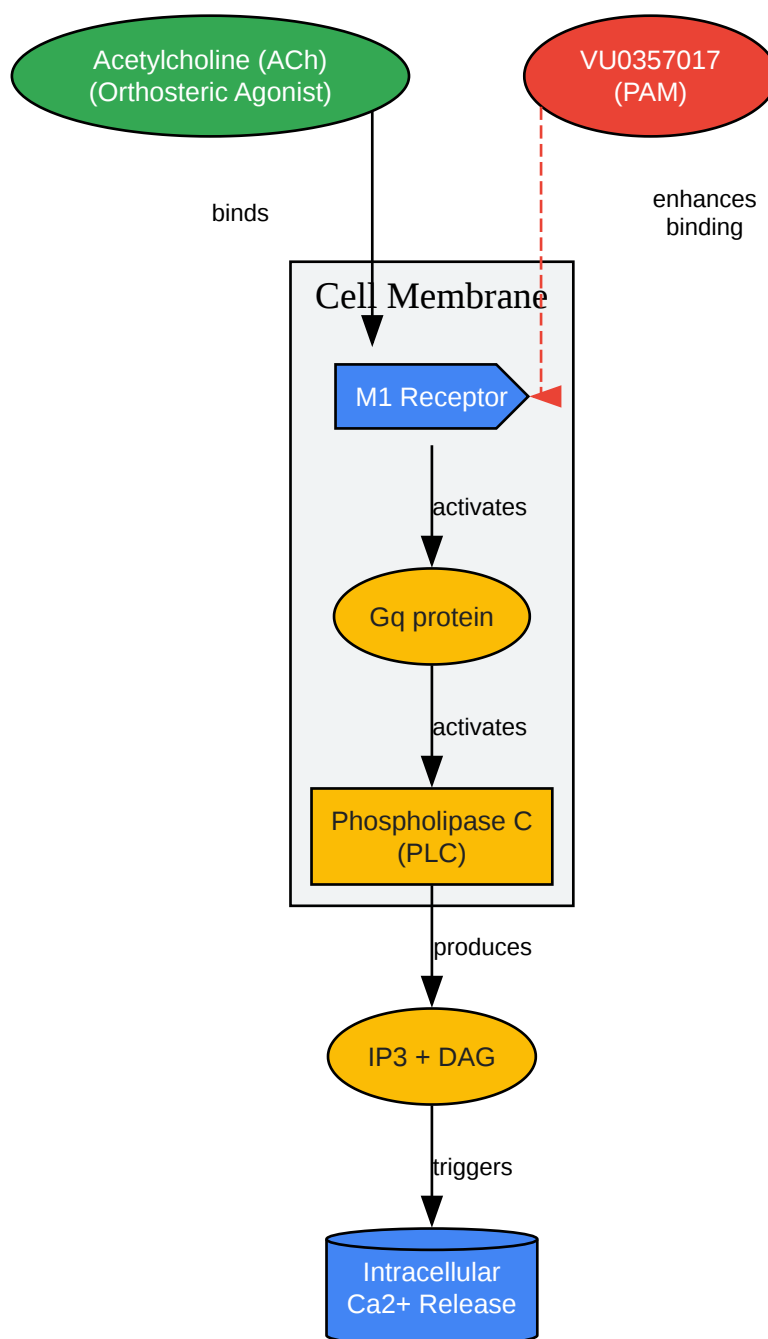 Acetylcholine (ACh)
(Orthosteric Agonist)
VU0357017
(PAM)
binds
enhances
binding
Cell Membrane
M1 Receptor
activates
Gq protein
activates
Phospholipase C
(PLC)
produces
IP3 + DAG
triggers
Intracellular
Ca2+ Release